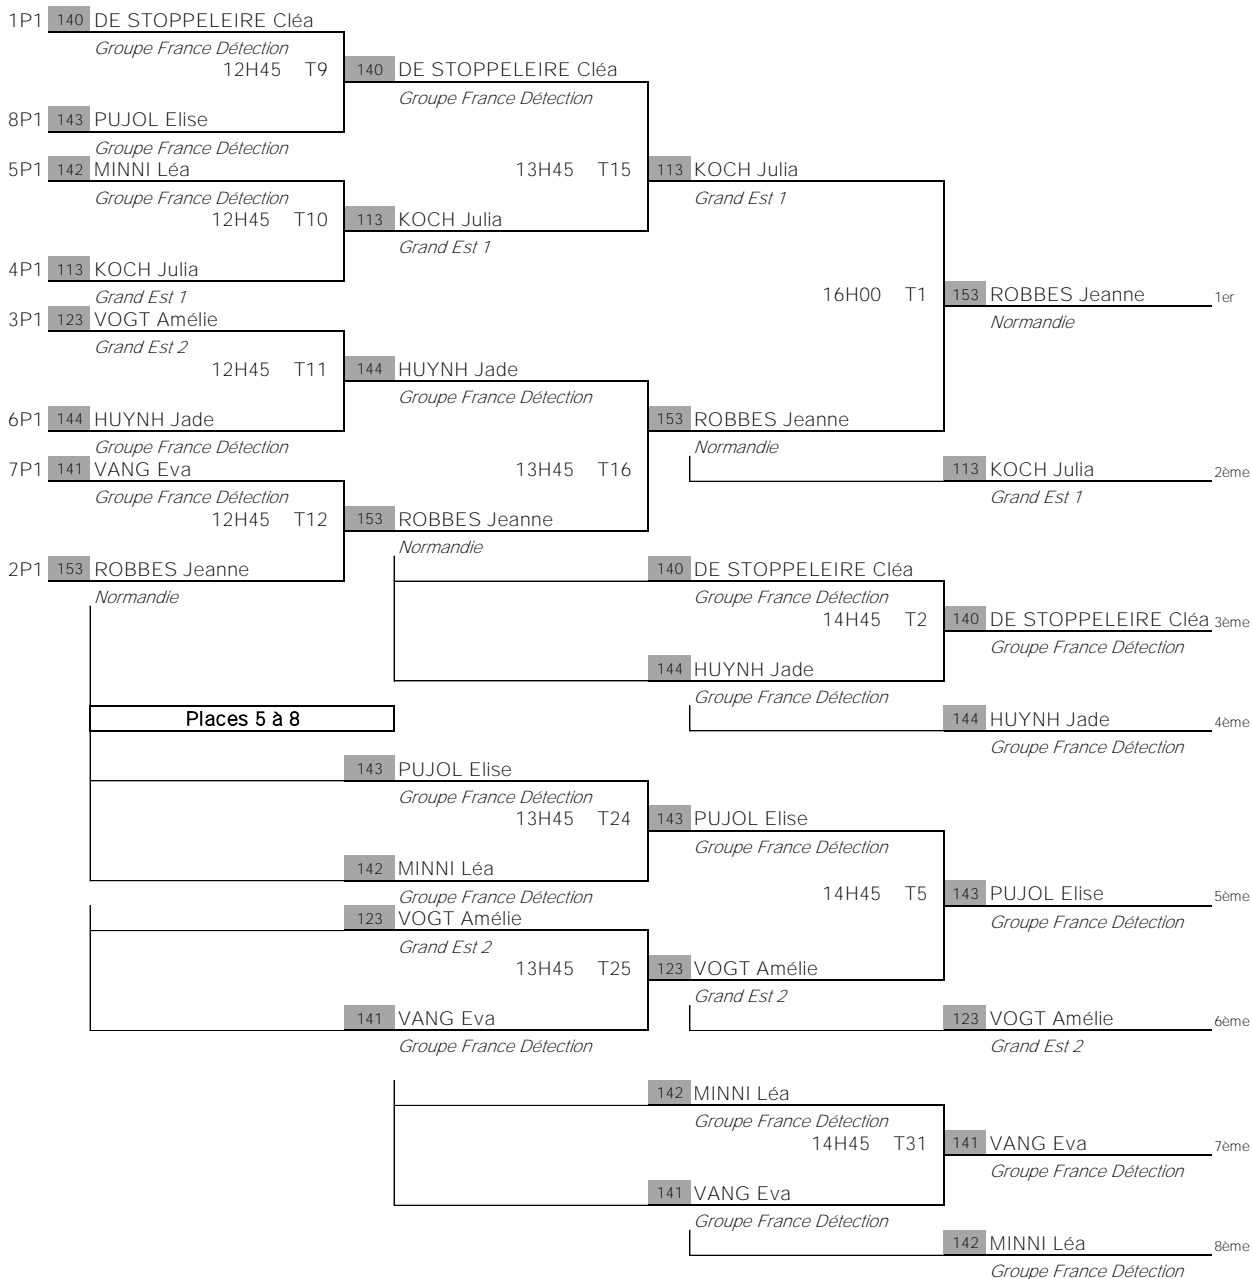 1P1 140 DE STOPPELEIRE Cléa
Groupe France Détection
12H45 T9 140 DE STOPPELEIRE Cléa
Groupe France Détection
8P1 143 PUJOL Elise
Groupe France Détection
5P1 142 MINNI Léa 13H45 T15 113 KOCH Julia
Groupe France Détection Grand Est 1
12H45 T10 113 KOCH Julia
Grand Est 1
4P1 113 KOCH Julia
Grand Est 1 16H00 T1 153 ROBBES Jeanne 1er
3P1 123 VOGT Amélie Normandie
Grand Est 2
12H45 T11 144 HUYNH Jade
Groupe France Détection
6P1 144 HUYNH Jade 153 ROBBES Jeanne
Groupe France Détection Normandie
7P1 141 VANG Eva 13H45 T16 113 KOCH Julia 2ème
Groupe France Détection Grand Est 1
12H45 T12 153 ROBBES Jeanne
Normandie
2P1 153 ROBBES Jeanne 140 DE STOPPELEIRE Cléa
Normandie Groupe France Détection
14H45 T2 140 DE STOPPELEIRE Cléa 3ème
Groupe France Détection
144 HUYNH Jade
Groupe France Détection
Places 5 à 8 144 HUYNH Jade 4ème
Groupe France Détection
143 PUJOL Elise
Groupe France Détection
13H45 T24 143 PUJOL Elise
Groupe France Détection
142 MINNI Léa
Groupe France Détection 14H45 T5 143 PUJOL Elise 5ème
123 VOGT Amélie Groupe France Détection
Grand Est 2
13H45 T25 123 VOGT Amélie
Grand Est 2
141 VANG Eva 123 VOGT Amélie 6ème
Groupe France Détection Grand Est 2
142 MINNI Léa
Groupe France Détection
14H45 T31 141 VANG Eva 7ème
Groupe France Détection
141 VANG Eva
Groupe France Détection
142 MINNI Léa 8ème
Groupe France Détection